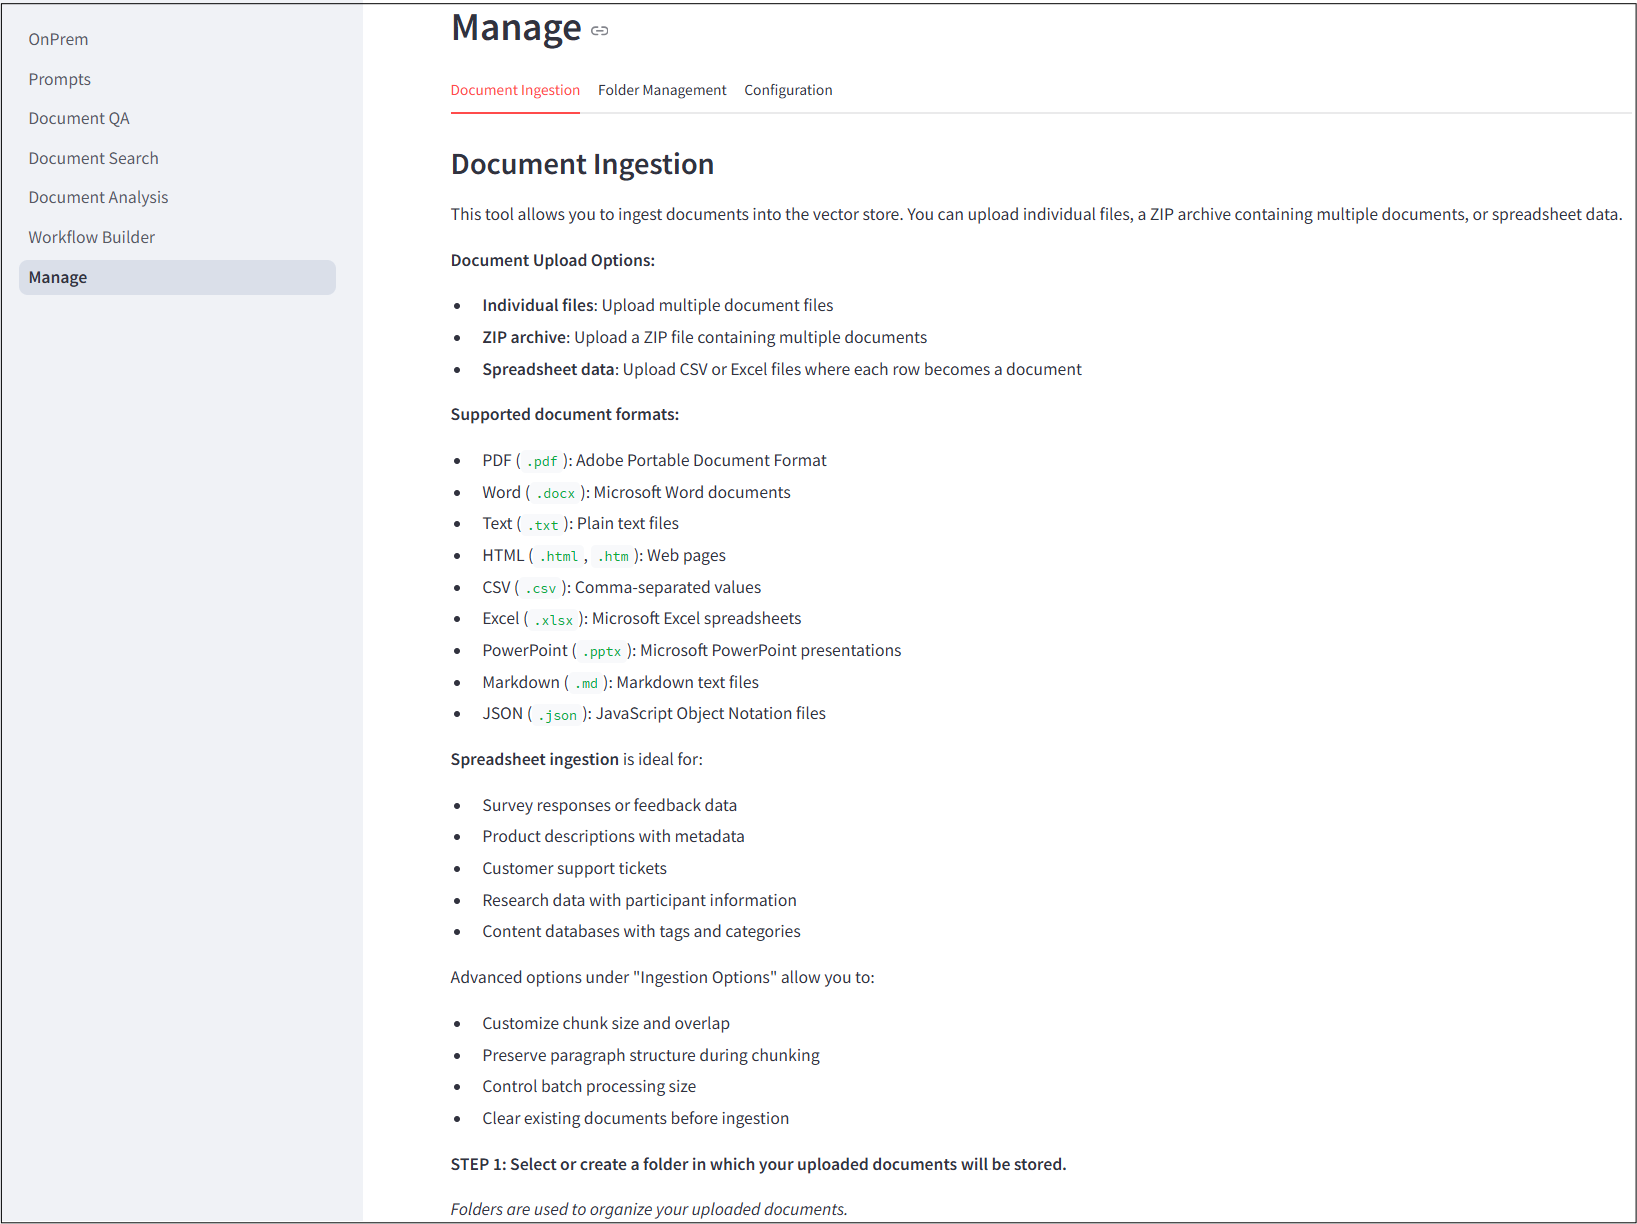 OnPrem
Prompts
Document QA
Document Search
Document Analysis
Workflow Builder
Manage
Manage
Document Ingestion
Folder Management
Configuration
Document Ingestion
This tool allows you to ingest documents into the vector store. You can upload individual files, a ZIP archive containing multiple documents, or spreadsheet data.
Document Upload Options:
• Individual files: Upload multiple document files
• ZIP archive: Upload a ZIP file containing multiple documents
• Spreadsheet data: Upload CSV or Excel files where each row becomes a document
Supported document formats:
• PDF ( .pdf ): Adobe Portable Document Format
• Word ( .docx ): Microsoft Word documents
• Text ( .txt ): Plain text files
• HTML ( .html , .htm ): Web pages
• CSV ( .csv ): Comma-separated values
• Excel ( .xlsx ): Microsoft Excel spreadsheets
• PowerPoint ( .pptx ): Microsoft PowerPoint presentations
• Markdown ( .md ): Markdown text files
• JSON ( .json ): JavaScript Object Notation files
Spreadsheet ingestion is ideal for:
• Survey responses or feedback data
• Product descriptions with metadata
• Customer support tickets
• Research data with participant information
• Content databases with tags and categories
Advanced options under "Ingestion Options" allow you to:
• Customize chunk size and overlap
• Preserve paragraph structure during chunking
• Control batch processing size
• Clear existing documents before ingestion
STEP 1: Select or create a folder in which your uploaded documents will be stored.
Folders are used to organize your uploaded documents.